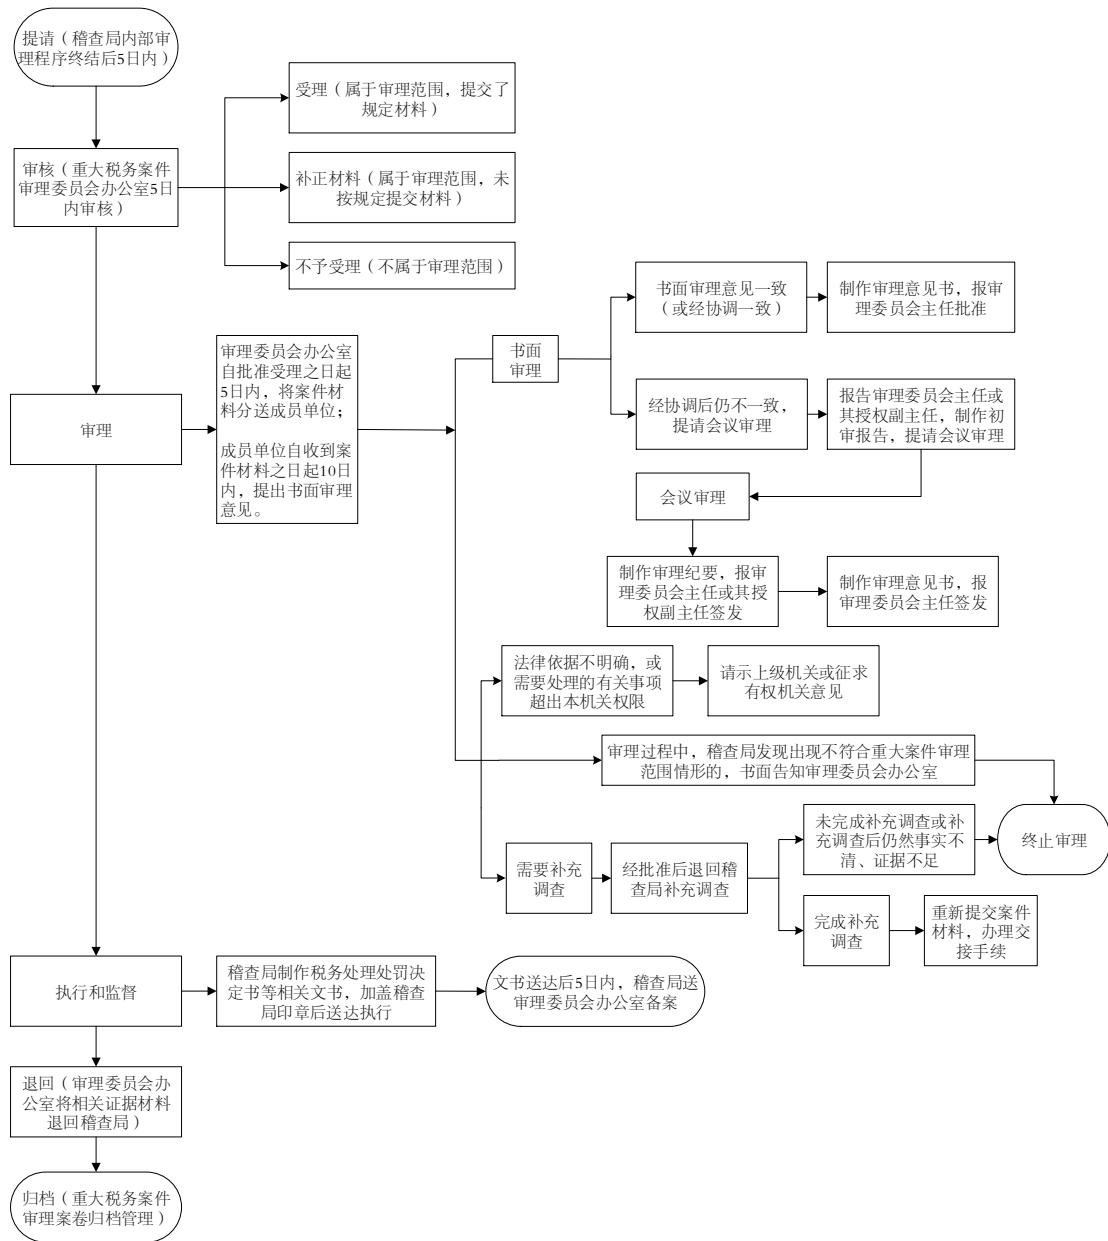 提请（稽查局内部审
理程序终结后5日内）
审核（重大税务案件
审理委员会办公室5日
内审核）
受理（属于审理范围，提交了
规定材料）
补正材料（属于审理范围，未
按规定提交材料）
不予受理（不属于审理范围）
审理
审理委员会办公室
自批准受理之日起
5日内，将案件材
料分送成员单位；
成员单位自收到案
件材料之日起10日
内，提出书面审理
意见。
书面
审理
书面审理意见一致
（或经协调一致）
制作审理意见书，报审
理委员会主任批准
经协调后仍不一致，
提请会议审理
报告审理委员会主任或
其授权副主任，制作初
审报告，提请会议审理
会议审理
制作审理纪要，报审
理委员会主任或其授
权副主任签发
制作审理意见书，报
审理委员会主任签发
法律依据不明确，或
需要处理的有关事项
超出本机关权限
请示上级机关或征求
有权机关意见
审理过程中，稽查局发现出现不符合重大案件审理
范围情形的，书面告知审理委员会办公室
终止审理
需要补充
调查
经批准后退回稽
查局补充调查
未完成补充调查或补
充调查后仍然事实不
清、证据不足
完成补充
调查
重新提交案件
材料，办理交
接手续
执行和监督
稽查局制作税务处理处罚决
定书等相关文书，加盖稽查
局印章后送达执行
文书送达后5日内，稽查局送
审理委员会办公室备案
退回（审理委员会办
公室将相关证据材料
退回稽查局）
归档（重大税务案件
审理案卷归档管理）